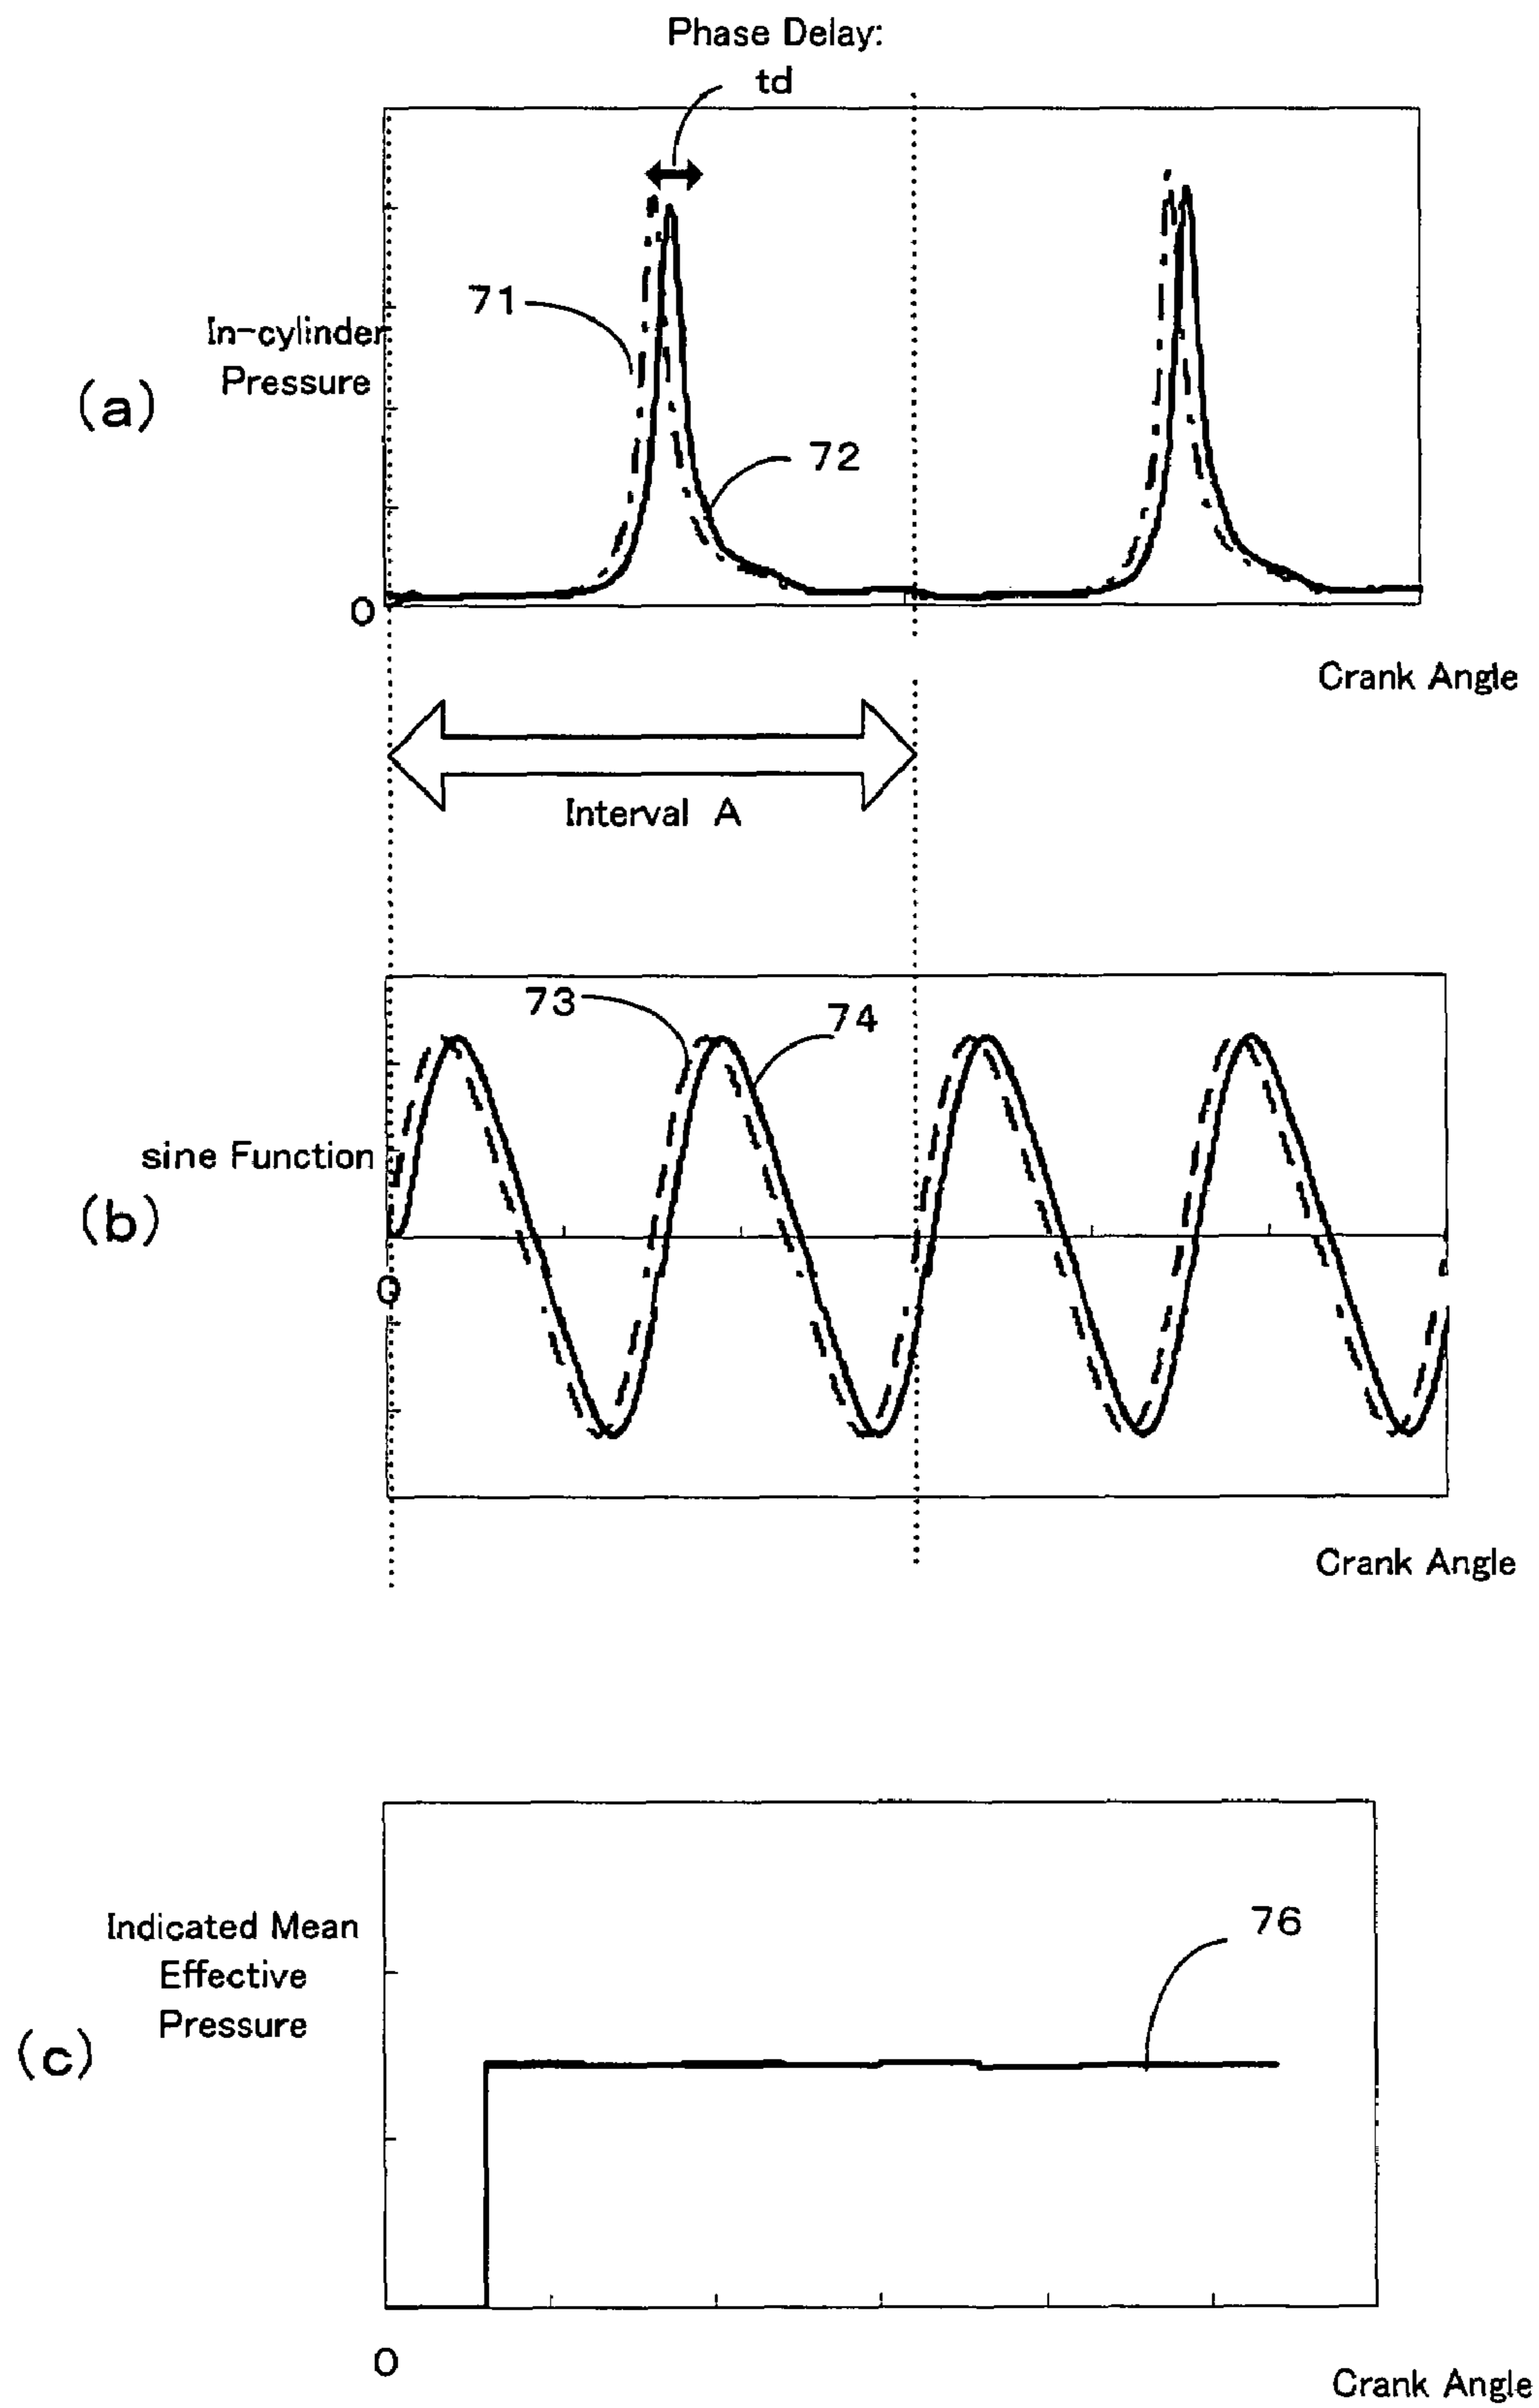 Phase Delay:
td
71
In-cylinder
Pressure
(a)
72
0
Crank Angle
Interval A
73
74
sine Function
(b)
0
Crank Angle
76
Indicated Mean
Effective
Pressure
(c)
0
Crank Angle